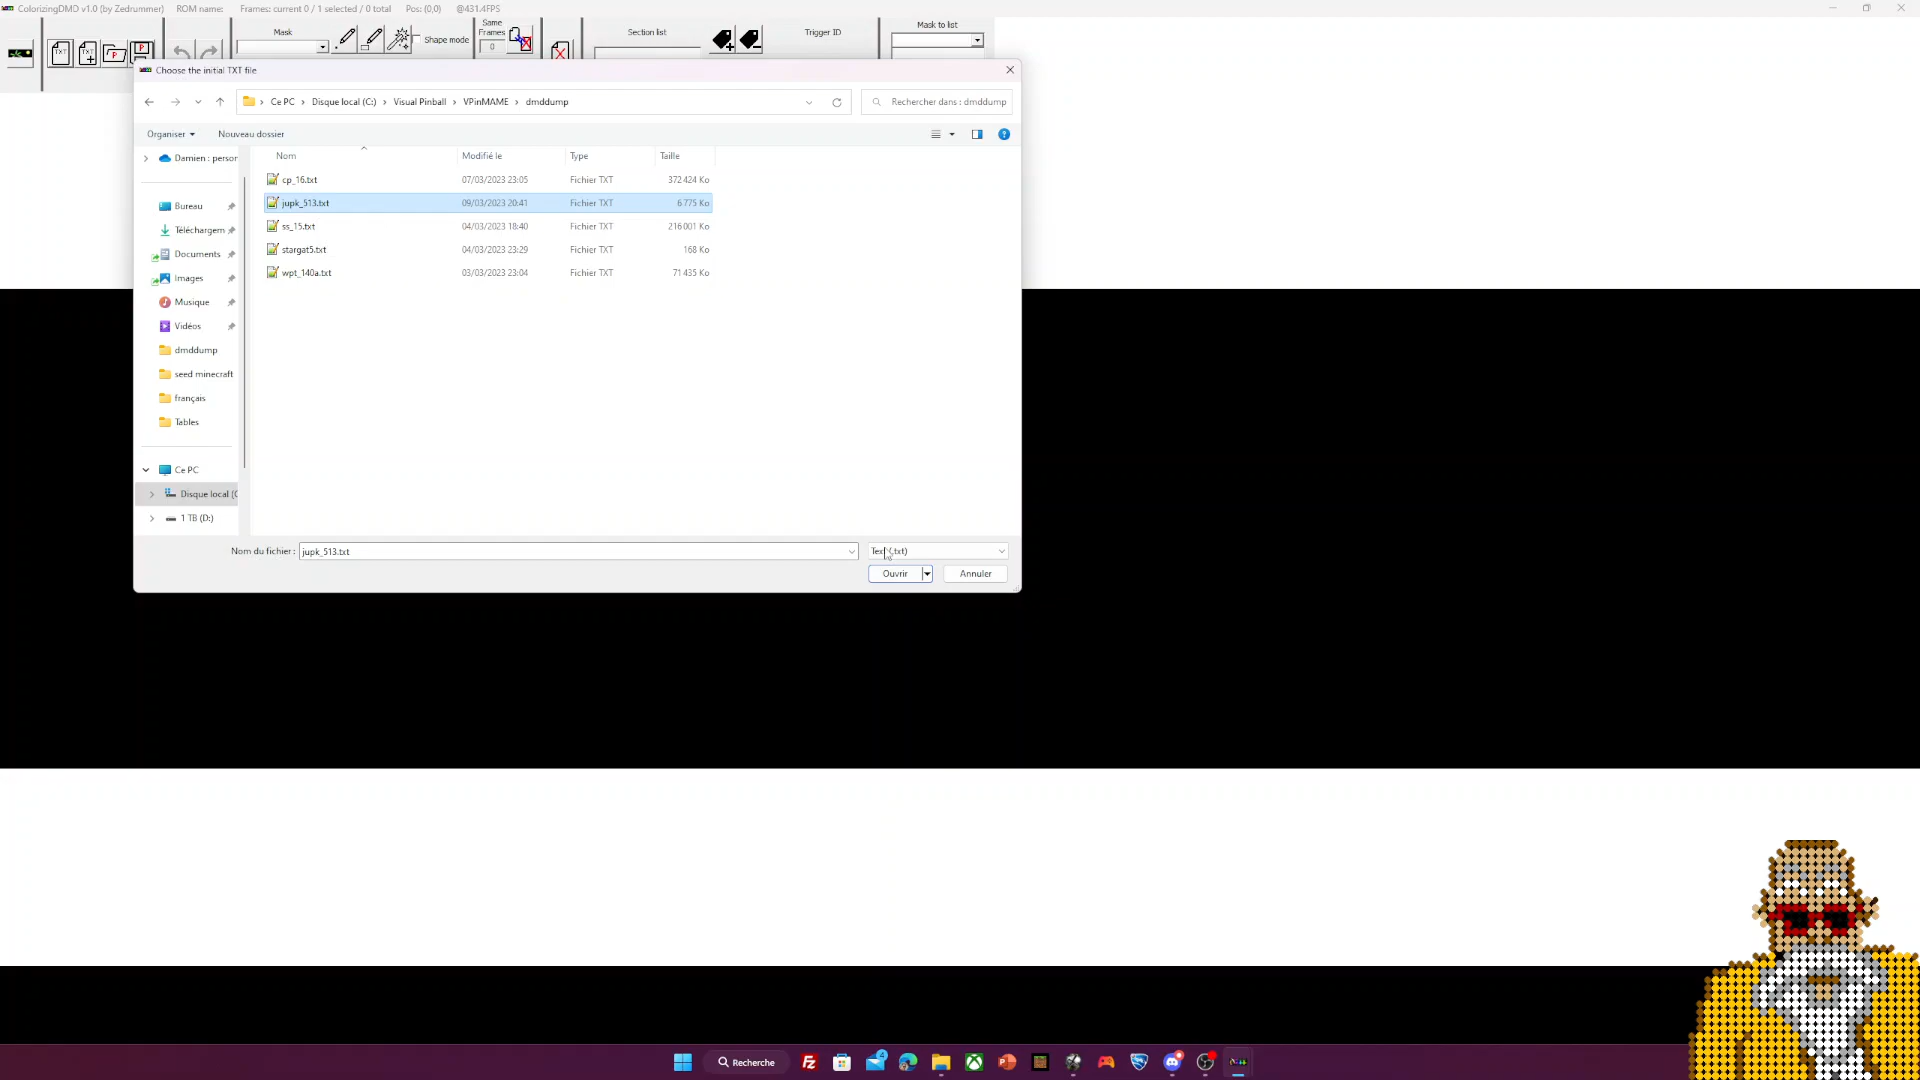 ColorizingDMD v1.0 (by Zedrummer) ROM name: Frames: current 0 / 1 selected / 0 total Pos: (0,0) @431.4FPS
Mask
Same
Frames
0
Shape mode
Section list
Trigger ID
Mask to list
TXT TXT P P
Choose the initial TXT file
Ce PC > Disque local (C:) > Visual Pinball > VPinMAME > dmddump
Rechercher dans : dmddump
Organiser
Nouveau dossier
Nom Modifié le Type Taille
cp_16.txt 07/03/2023 23:05 Fichier TXT 372 424 Ko
jupk_513.txt 09/03/2023 20:41 Fichier TXT 6 775 Ko
ss_15.txt 04/03/2023 18:40 Fichier TXT 216 001 Ko
stargat5.txt 04/03/2023 23:29 Fichier TXT 168 Ko
wpt_140a.txt 03/03/2023 23:04 Fichier TXT 71 435 Ko
Damien : person
Bureau
Téléchargem
Documents
Images
Musique
Vidéos
dmddump
seed minecraft
français
Tables
Ce PC
Disque local (C
1 TB (D:)
Nom du fichier : jupk_513.txt
Ouvrir
Annuler
Recherche